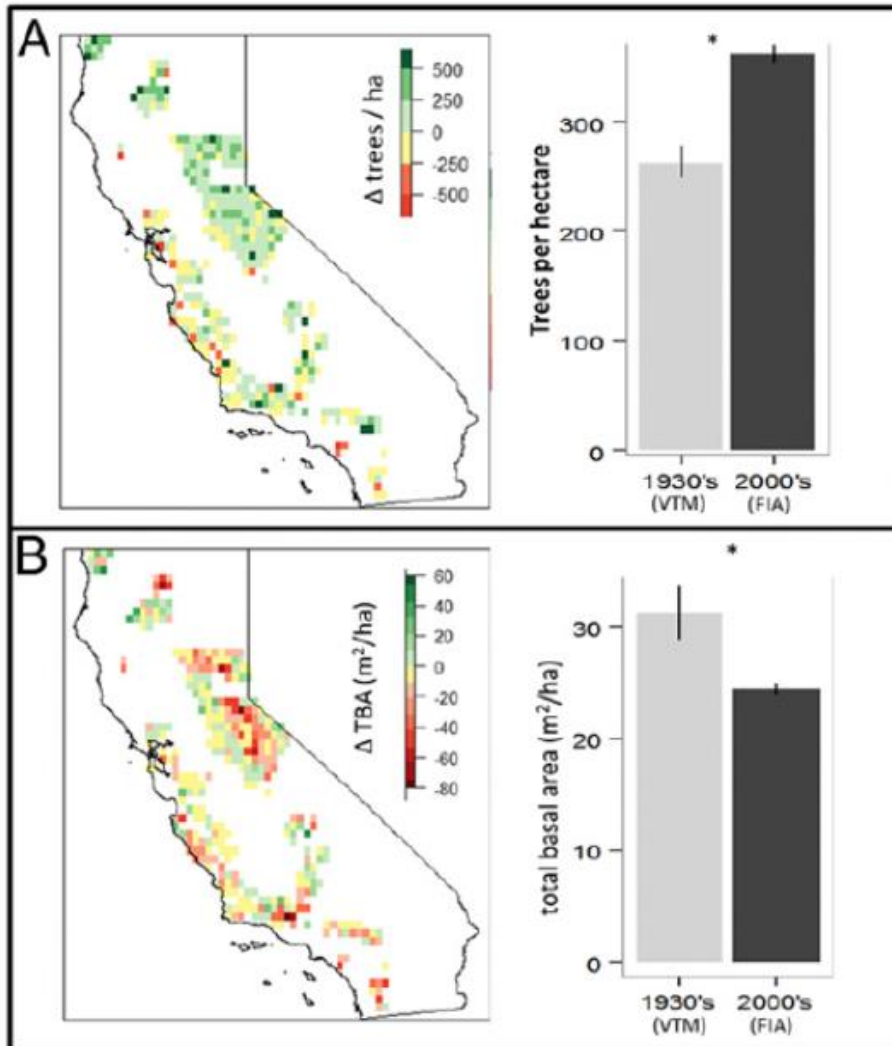 A
Δ trees / ha
500
250
0
-250
-500
*
Trees per hectare
300
200
100
0
1930's
(VTM)
2000's
(FIA)
B
Δ TBA (m²/ha)
60
40
20
0
-20
-40
-60
-80
*
total basal area (m²/ha)
30
20
10
0
1930's
(VTM)
2000's
(FIA)